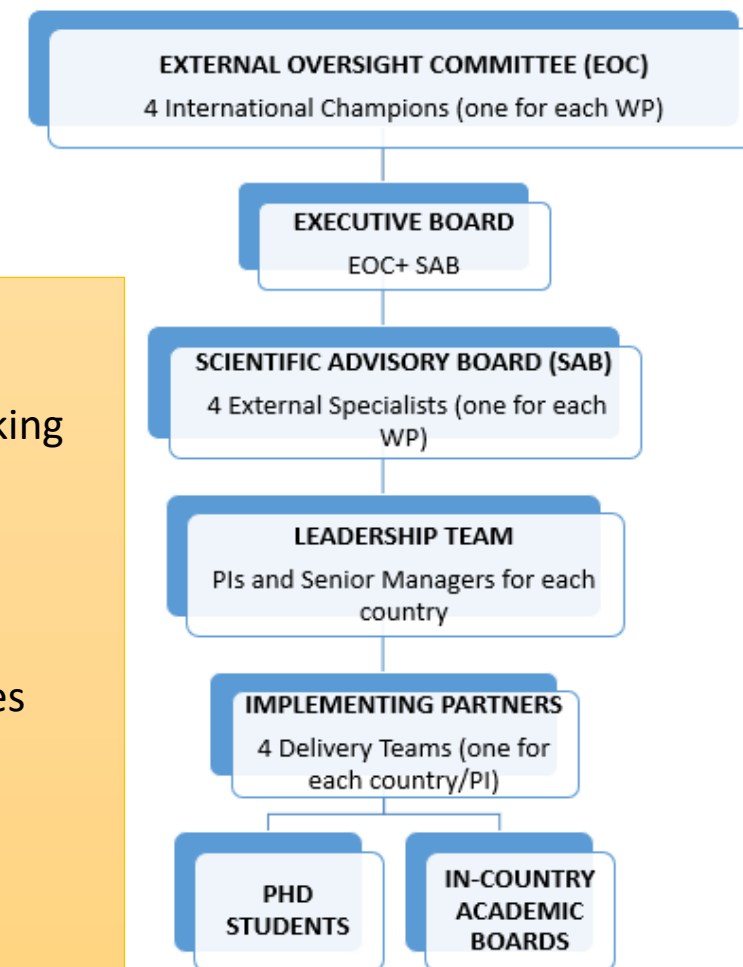 EXTERNAL OVERSIGHT COMMITTEE (EOC)
4 International Champions (one for each WP)
EXECUTIVE BOARD
EOC+ SAB
SCIENTIFIC ADVISORY BOARD (SAB)
4 External Specialists (one for each
WP)
king
LEADERSHIP TEAM
PIs and Senior Managers for each
country
es
IMPLEMENTING PARTNERS
4 Delivery Teams (one for
each country/PI)
PHD
STUDENTS
IN-COUNTRY
ACADEMIC
BOARDS